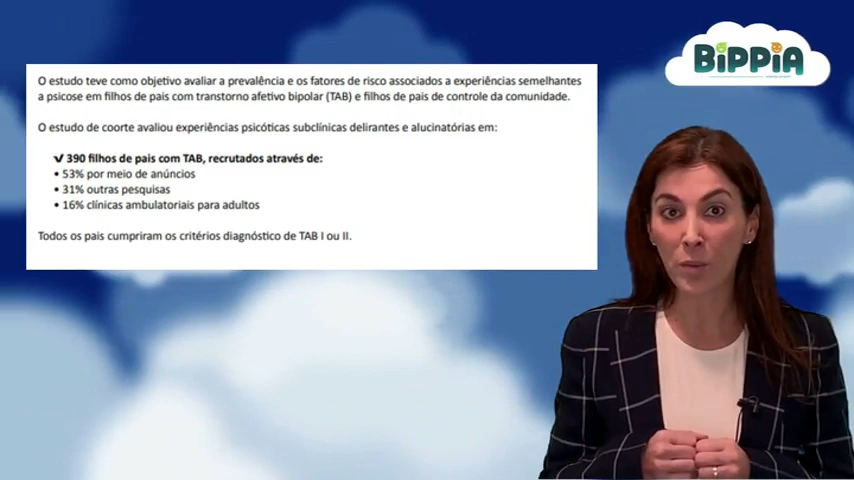 BiPPiA
O estudo teve como objetivo avaliar a prevalência e os fatores de risco associados a experiências semelhantes
a psicose em filhos de pais com transtorno afetivo bipolar (TAB) e filhos de pais de controle da comunidade.
O estudo de coorte avaliou experiências psicóticas subclínicas delirantes e alucinatórias em:
✔ 390 filhos de pais com TAB, recrutados através de:
• 53% por meio de anúncios
• 31% outras pesquisas
• 16% clínicas ambulatoriais para adultos
Todos os pais cumpriram os critérios diagnóstico de TAB I ou II.